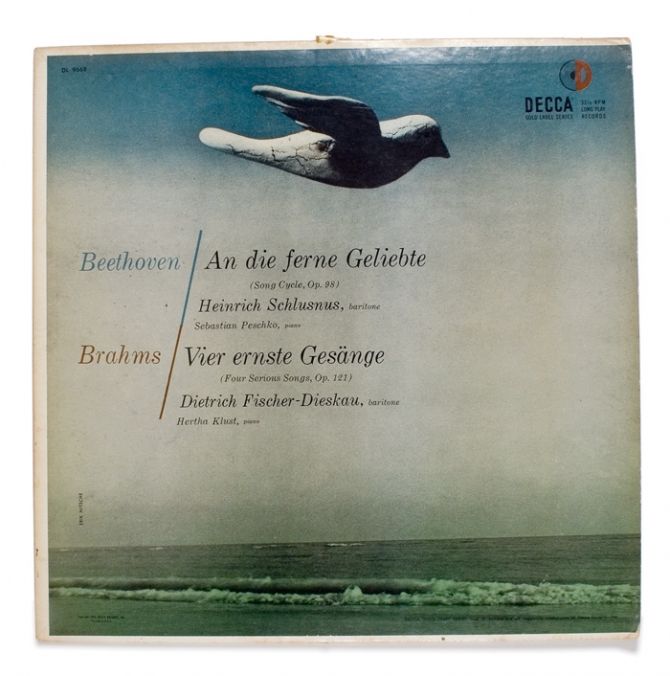 DL 9668
DECCA
GOLD LABEL SERIES
33⅓ RPM
LONG PLAY
RECORDS
Beethoven
An die ferne Geliebte
(Song Cycle, Op. 98)
Heinrich Schlusnus, baritone
Sebastian Peschko, piano
Brahms
Vier ernste Gesänge
(Four Serious Songs, Op. 121)
Dietrich Fischer-Dieskau, baritone
Hertha Klust, piano
ERIK NITSCHE